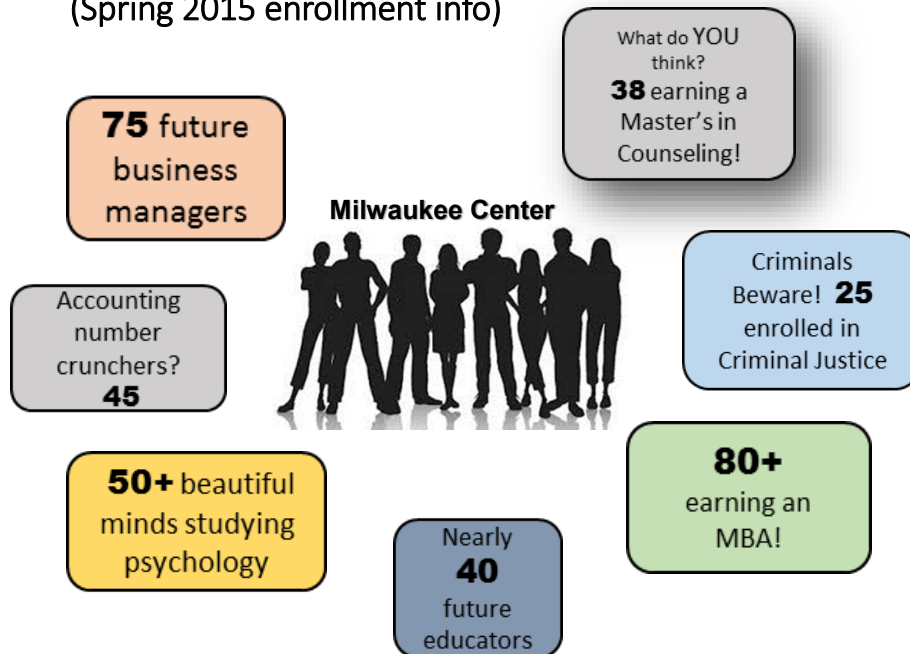 (Spring 2015 enrollment info)
What do YOU
think?
38 earning a
Master's in
Counseling!
75 future
business
managers
Milwaukee Center
Criminals
Beware! 25
enrolled in
Criminal Justice
Accounting
number
crunchers?
45
50+ beautiful
minds studying
psychology
80+
earning an
MBA!
Nearly
40
future
educators